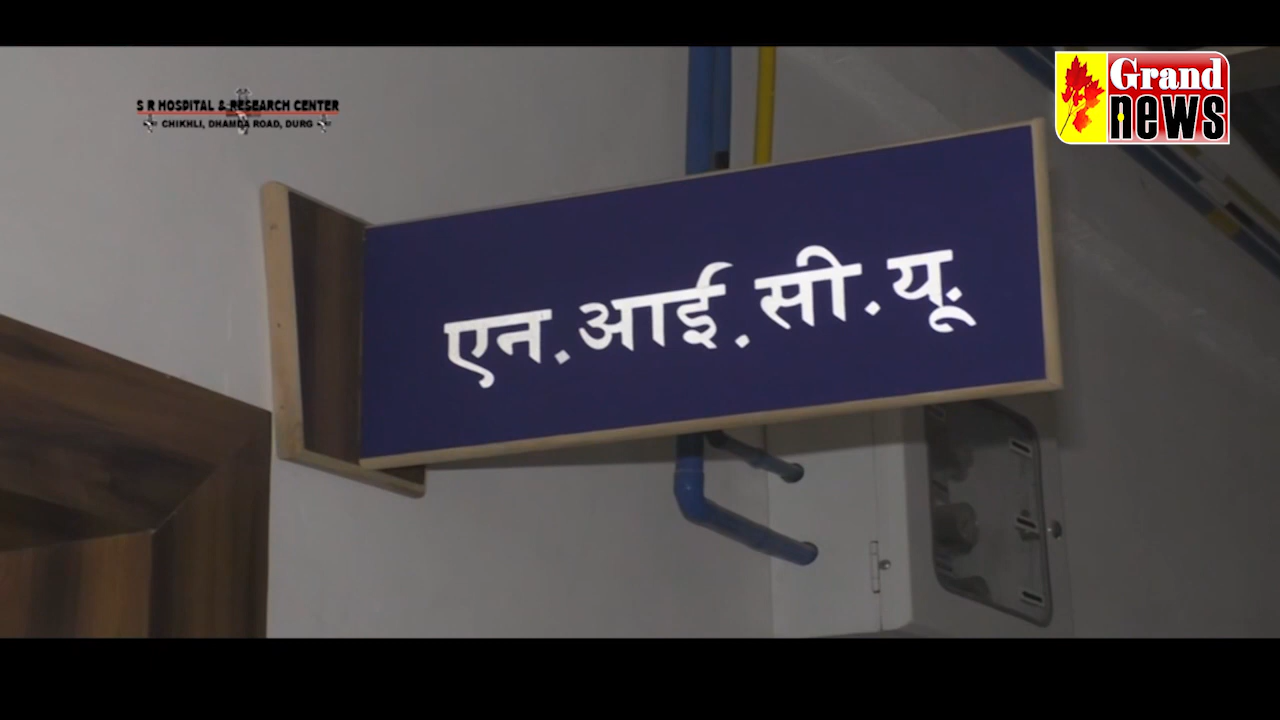 S R HOSPITAL & RESEARCH CENTER
CHIKHLI, DHAMDA ROAD, DURG
Grand
news
एन.आई.सी.यू.